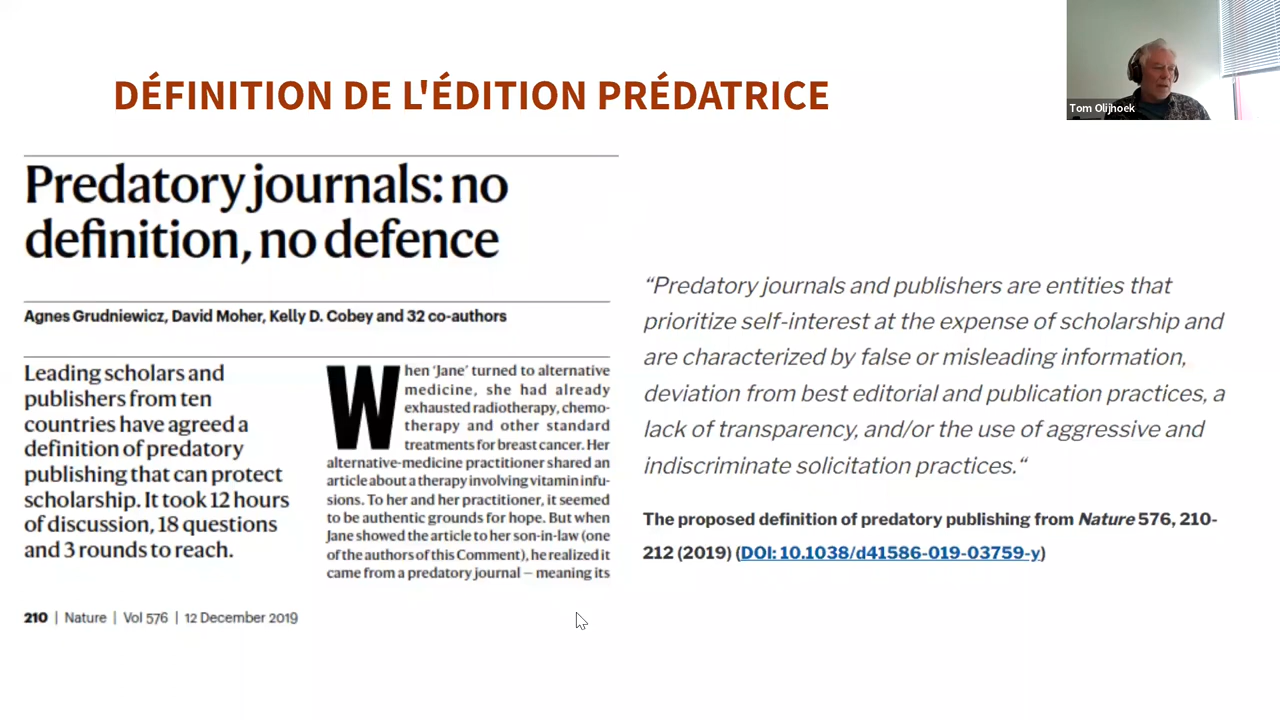 DÉFINITION DE L'ÉDITION PRÉDATRICE
Tom Olijhoek
Predatory journals: no
definition, no defence
Agnes Grudniewicz, David Moher, Kelly D. Cobey and 32 co-authors
Leading scholars and
publishers from ten
countries have agreed a
definition of predatory
publishing that can protect
scholarship. It took 12 hours
of discussion, 18 questions
and 3 rounds to reach.
When ‘Jane’ turned to alternative
medicine, she had already
exhausted radiotherapy, chemo-
therapy and other standard
treatments for breast cancer. Her
alternative-medicine practitioner shared an
article about a therapy involving vitamin infu-
sions. To her and her practitioner, it seemed
to be authentic grounds for hope. But when
Jane showed the article to her son-in-law (one
of the authors of this Comment), he realized it
came from a predatory journal — meaning its
210 | Nature | Vol 576 | 12 December 2019
“Predatory journals and publishers are entities that
prioritize self-interest at the expense of scholarship and
are characterized by false or misleading information,
deviation from best editorial and publication practices, a
lack of transparency, and/or the use of aggressive and
indiscriminate solicitation practices.“
The proposed definition of predatory publishing from Nature 576, 210-
212 (2019) (DOI: 10.1038/d41586-019-03759-y)